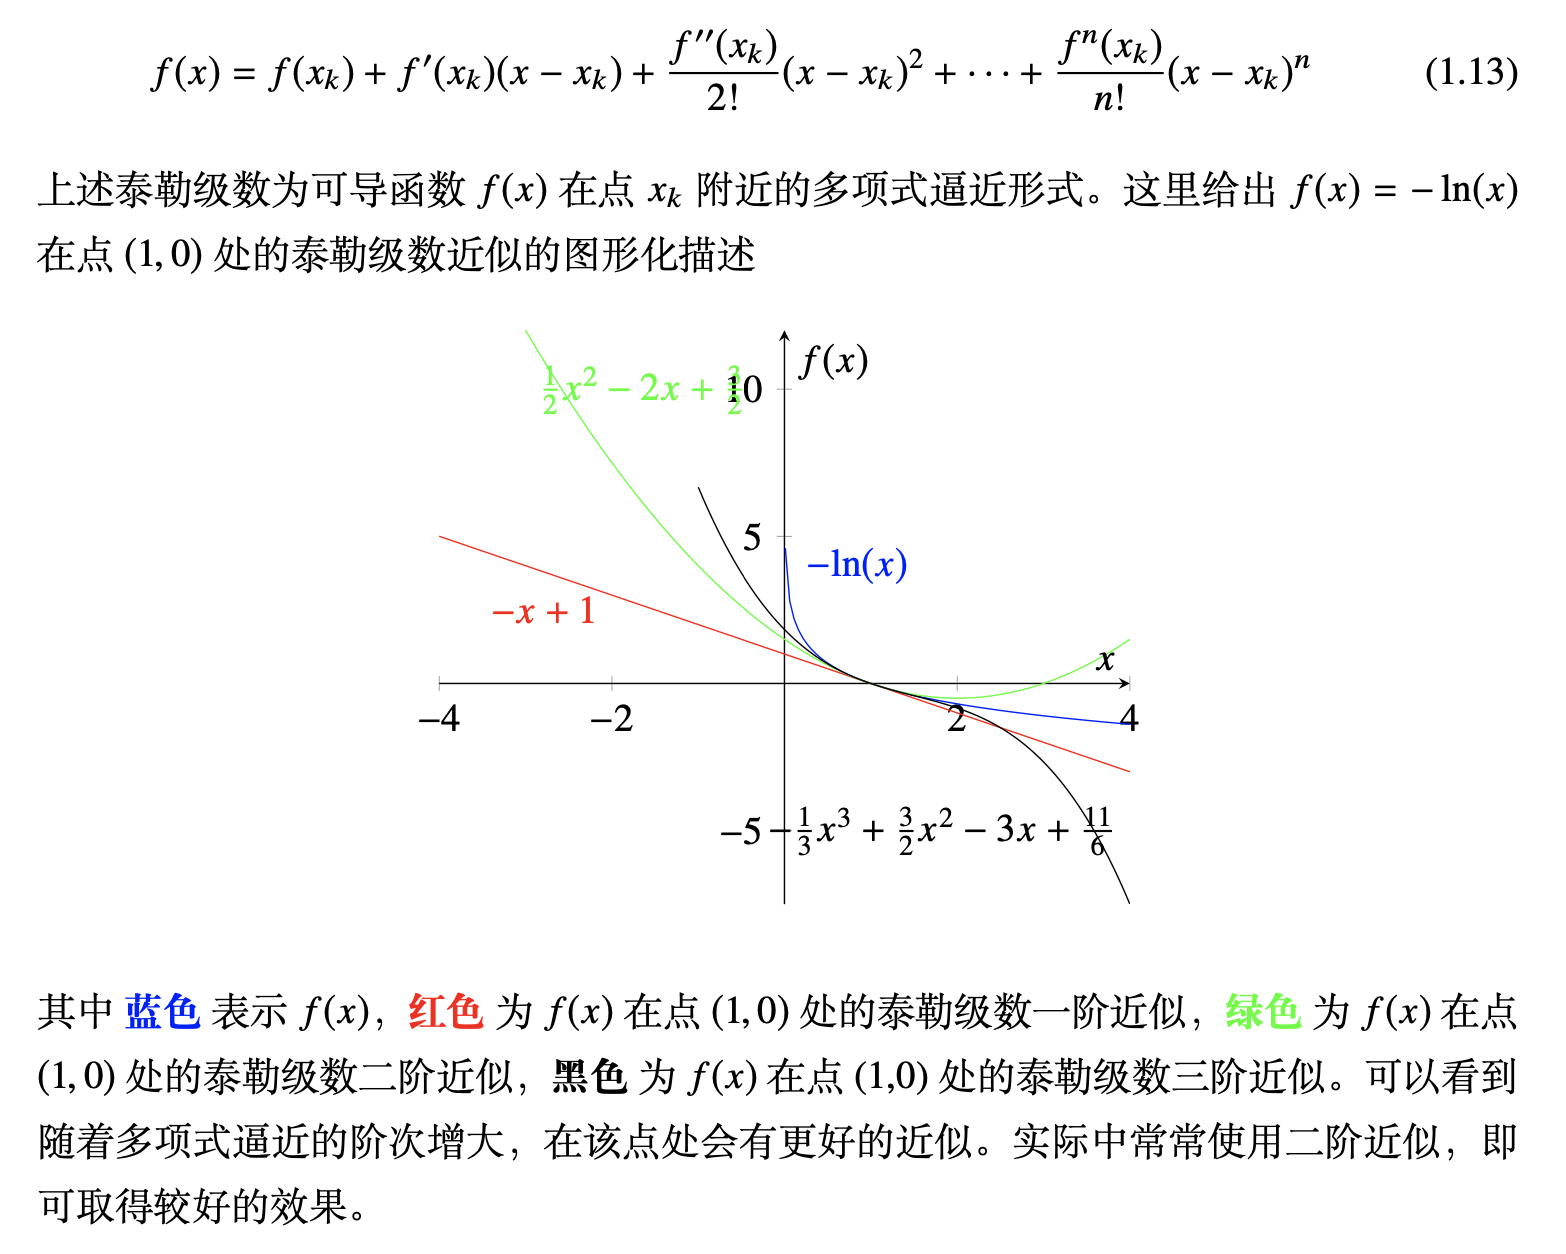 f(x) = f(x_k) + f′(x_k)(x − x_k) + \frac{f′′(x_k)}{2!}(x − x_k)^2 + ⋯ + \frac{f^n(x_k)}{n!}(x − x_k)^n (1.13)
上述泰勒级数为可导函数 f(x) 在点 x_k 附近的多项式逼近形式。这里给出 f(x) = − ln(x)
在点 (1, 0) 处的泰勒级数近似的图形化描述
f(x)
\frac{1}{2}x^2 − 2x + \frac{3}{2}
10
5
−ln(x)
−x + 1
x
−4 −2 2 4
−5
−\frac{1}{3}x^3 + \frac{3}{2}x^2 − 3x + \frac{11}{6}
其中 蓝色 表示 f(x)，红色 为 f(x) 在点 (1, 0) 处的泰勒级数一阶近似，绿色 为 f(x) 在点
(1, 0) 处的泰勒级数二阶近似，黑色 为 f(x) 在点 (1,0) 处的泰勒级数三阶近似。可以看到
随着多项式逼近的阶次增大，在该点处会有更好的近似。实际中常常使用二阶近似，即
可取得较好的效果。